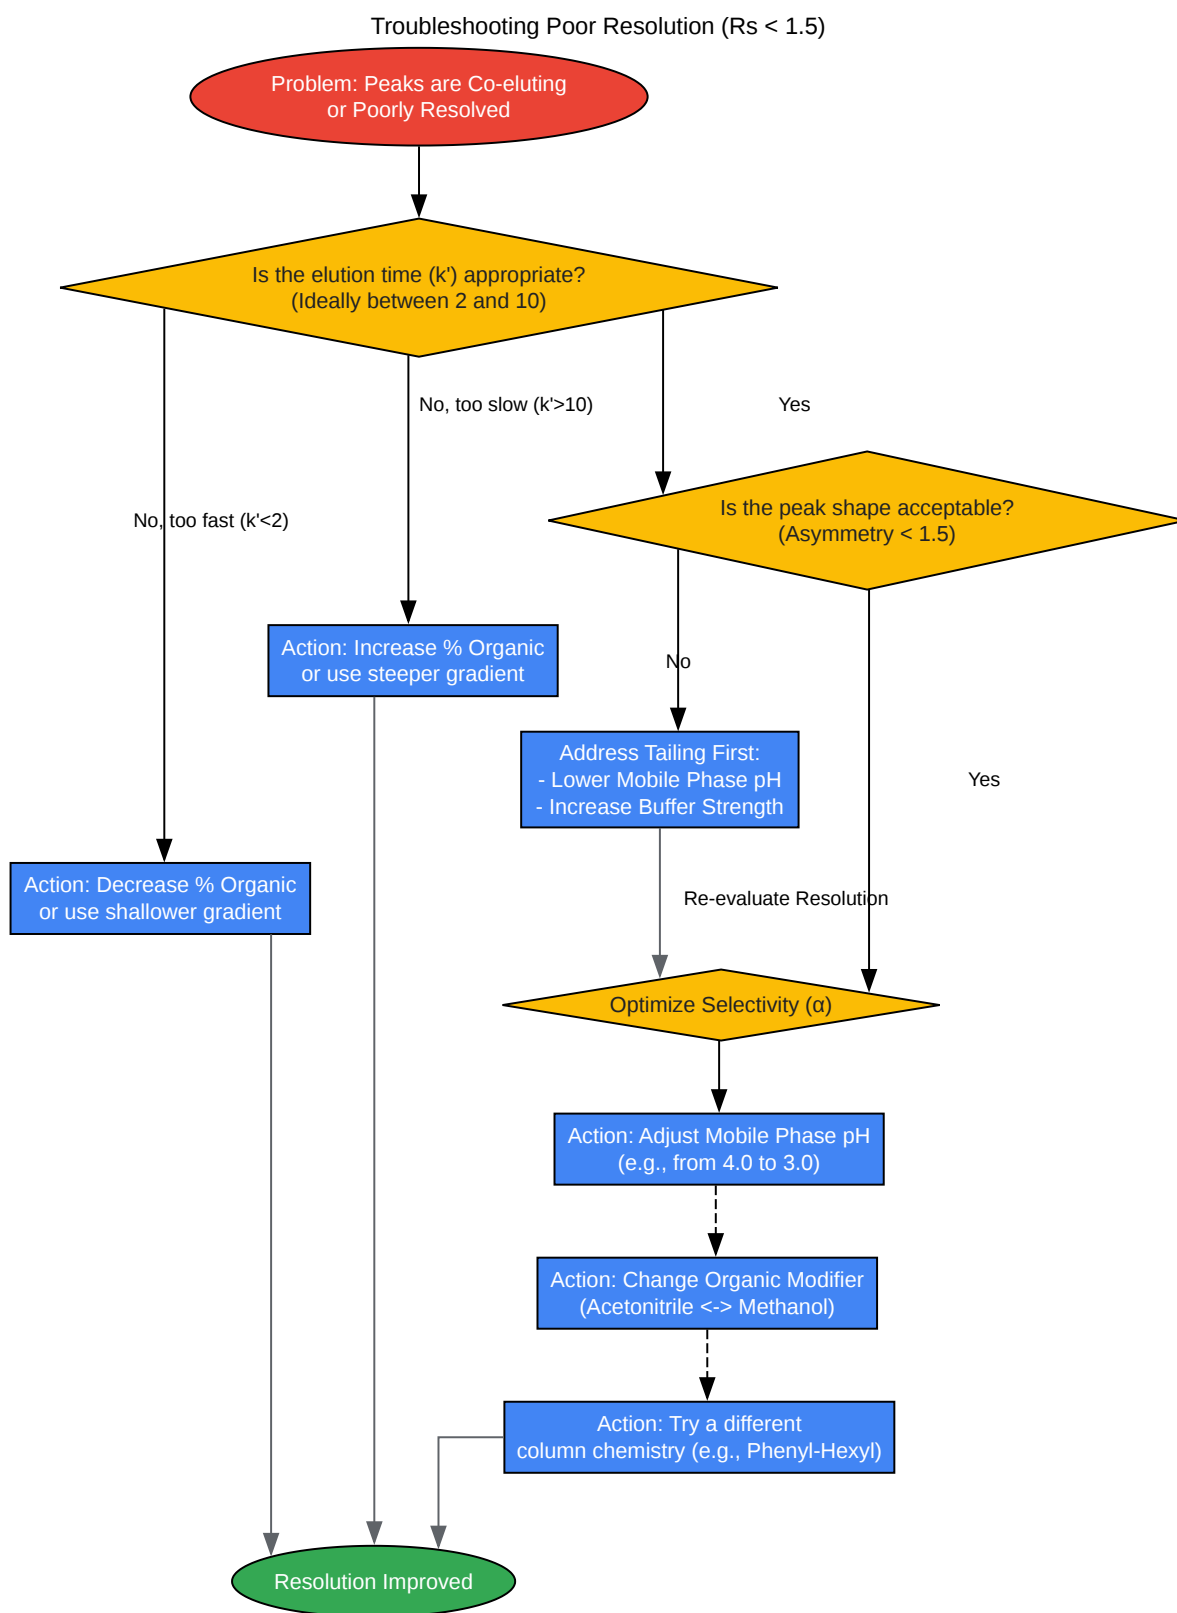 Troubleshooting Poor Resolution (Rs < 1.5)
Problem: Peaks are Co-eluting
or Poorly Resolved
Is the elution time (k') appropriate?
(Ideally between 2 and 10)
No, too slow (k'>10)
Yes
Is the peak shape acceptable?
(Asymmetry < 1.5)
No, too fast (k'<2)
Action: Increase % Organic
or use steeper gradient
No
Address Tailing First:
- Lower Mobile Phase pH
- Increase Buffer Strength
Yes
Action: Decrease % Organic
or use shallower gradient
Re-evaluate Resolution
Optimize Selectivity (α)
Action: Adjust Mobile Phase pH
(e.g., from 4.0 to 3.0)
Action: Change Organic Modifier
(Acetonitrile <-> Methanol)
Action: Try a different
column chemistry (e.g., Phenyl-Hexyl)
Resolution Improved